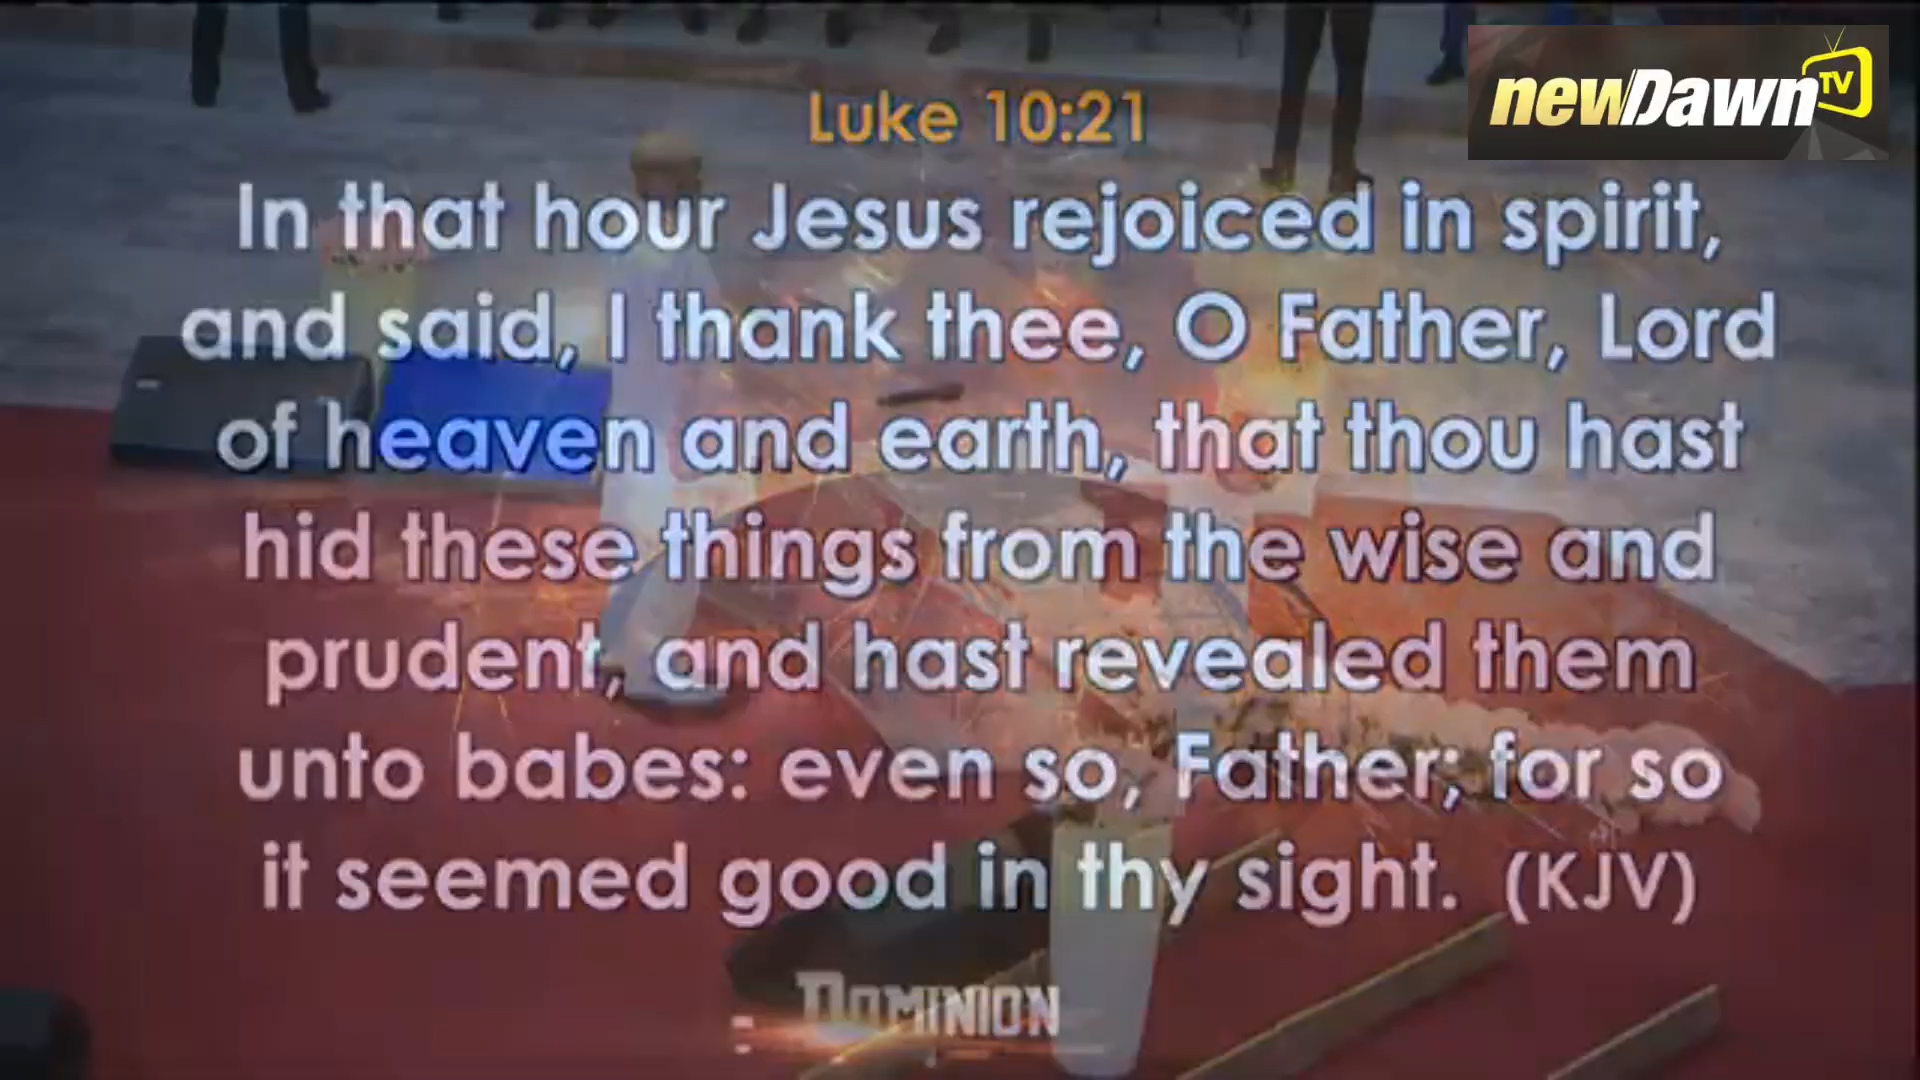 newDawn TV
Luke 10:21
In that hour Jesus rejoiced in spirit,
and said, I thank thee, O Father, Lord
of heaven and earth, that thou hast
hid these things from the wise and
prudent, and hast revealed them
unto babes: even so, Father; for so
it seemed good in thy sight. (KJV)
DOMINION